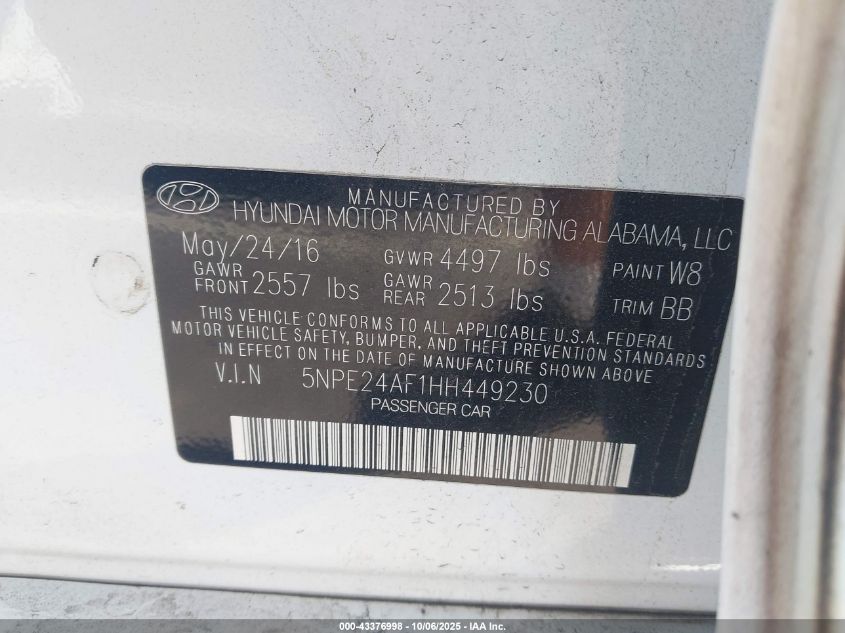 MANUFACTURED BY
HYUNDAI MOTOR MANUFACTURING ALABAMA, LLC
May/24/16 GVWR 4497 lbs PAINT W8
GAWR FRONT 2557 lbs GAWR REAR 2513 lbs TRIM BB
THIS VEHICLE CONFORMS TO ALL APPLICABLE U.S.A. FEDERAL
MOTOR VEHICLE SAFETY, BUMPER, AND THEFT PREVENTION STANDARDS
IN EFFECT ON THE DATE OF MANUFACTURE SHOWN ABOVE
V.I.N 5NPE24AF1HH449230
PASSENGER CAR
000-43376998 - 10/06/2025 - IAA Inc.